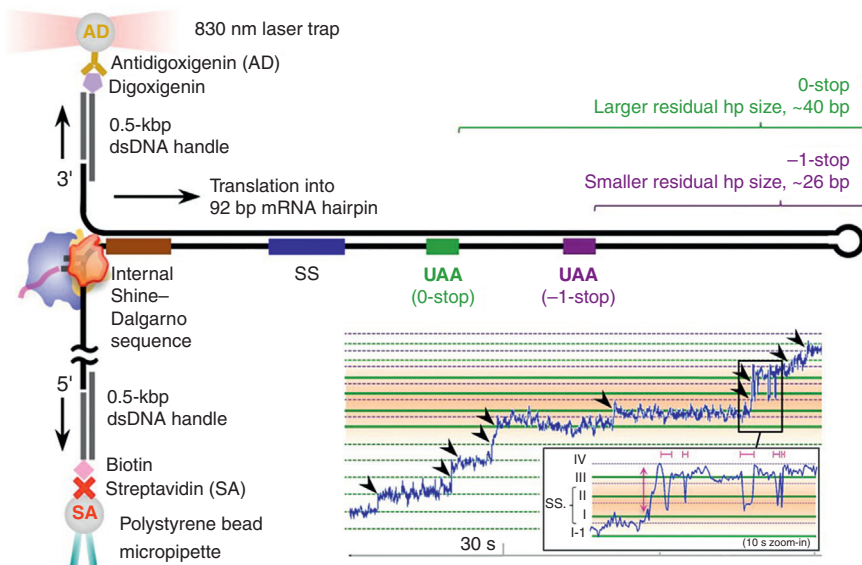 AD
830 nm laser trap
Antidigoxigenin (AD)
Digoxigenin
0.5-kbp
dsDNA handle
3'
Translation into
92 bp mRNA hairpin
0-stop
Larger residual hp size, ~40 bp
–1-stop
Smaller residual hp size, ~26 bp
Internal
Shine–
Dalgarno
sequence
SS
UAA
(0-stop)
UAA
(–1-stop)
5'
0.5-kbp
dsDNA handle
Biotin
Streptavidin (SA)
SA
Polystyrene bead
micropipette
30 s
IV
III
II
SS.
I
I-1
(10 s zoom-in)